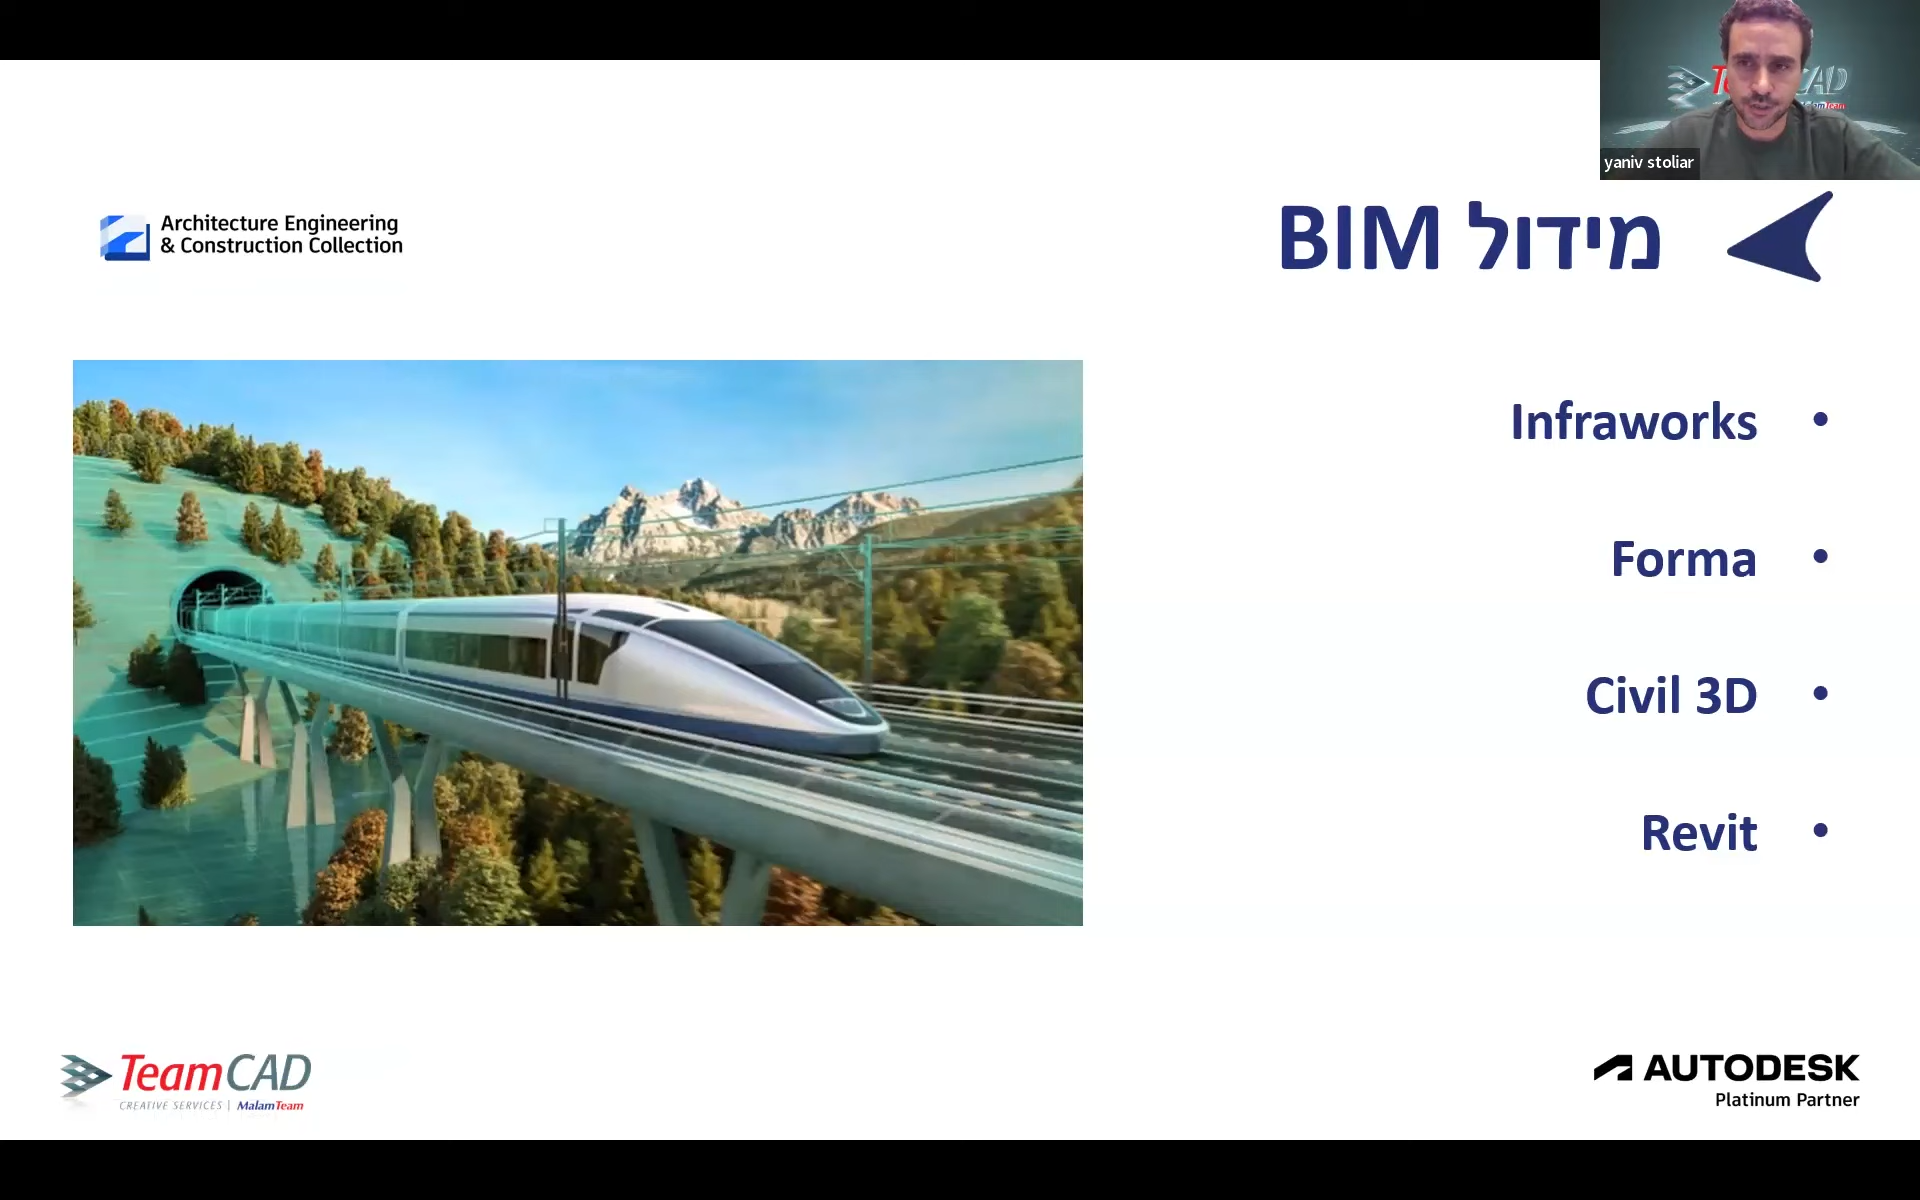 yaniv stoliar
Architecture Engineering
& Construction Collection
מידול BIM
• Infraworks
• Forma
• Civil 3D
• Revit
TeamCAD
CREATIVE SERVICES | MalamTeam
AUTODESK
Platinum Partner